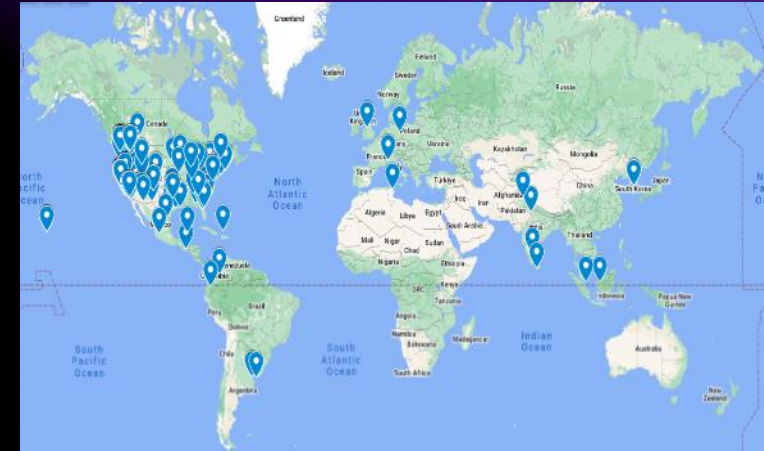 Greenland
Iceland
Finland
Sweden
Norway
Russia
Canada
Poland
Ukraine
Kazakhstan
Mongolia
France
Spain
Türkiye
China
Japan
South Korea
North
Atlantic
Ocean
Iraq
Iran
Afghanistan
Pakistan
Algeria
Libya
Egypt
Saudi Arabia
Mali
Niger
Chad
Sudan
Thailand
Nigeria
Ethiopia
Venezuela
DRC
Kenya
Tanzania
Indonesia
Papua New
Guinea
Brazil
Peru
Bolivia
Angola
Namibia
Botswana
Madagascar
South
Pacific
Ocean
Chile
South
Atlantic
Ocean
Indian
Ocean
Australia
South Africa
Argentina
New
Zealand